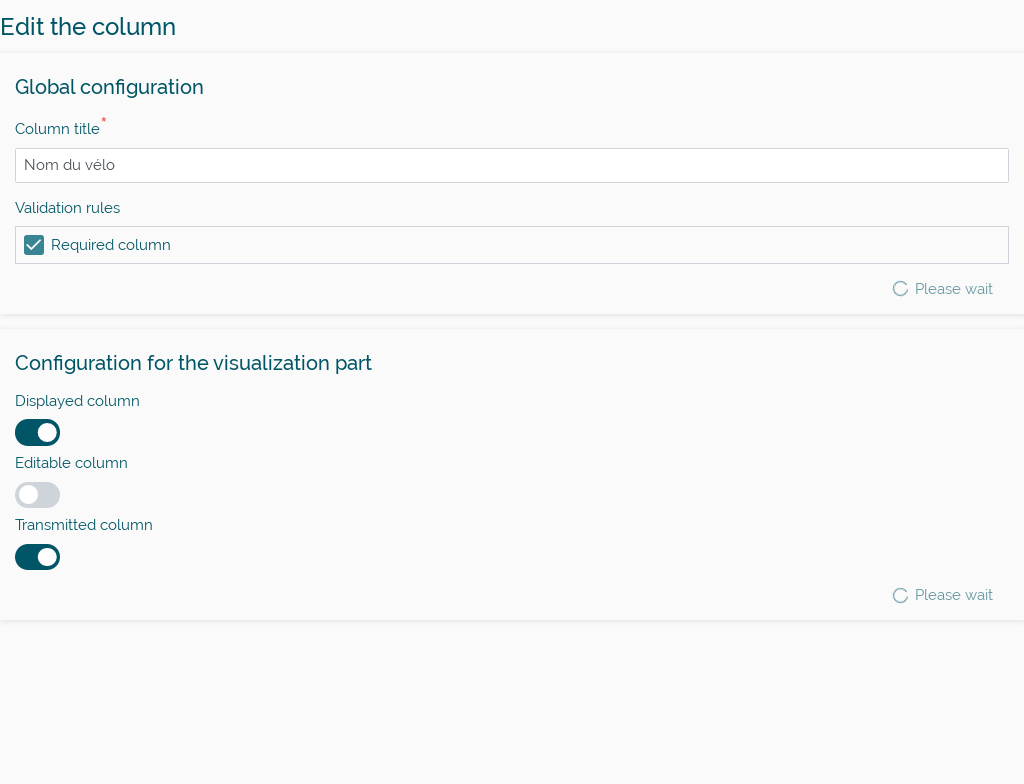 Edit the column
Global configuration
Column title*
Nom du vélo
Validation rules
Required column
Please wait
Configuration for the visualization part
Displayed column
Editable column
Transmitted column
Please wait